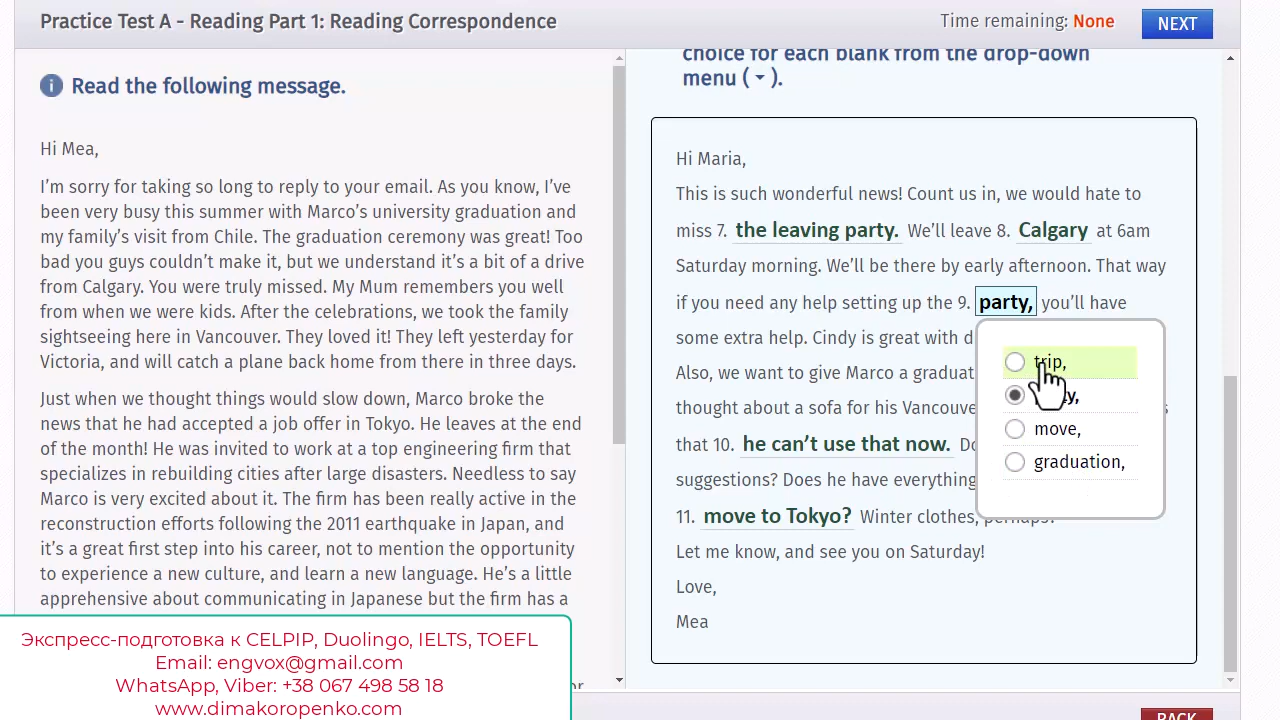 Practice Test A - Reading Part 1: Reading Correspondence
Time remaining: None
NEXT
Read the following message.
Hi Mea,
I’m sorry for taking so long to reply to your email. As you know, I’ve
been very busy this summer with Marco’s university graduation and
my family’s visit from Chile. The graduation ceremony was great! Too
bad you guys couldn’t make it, but we understand it’s a bit of a drive
from Calgary. You were truly missed. My Mum remembers you well
from when we were kids. After the celebrations, we took the family
sightseeing here in Vancouver. They loved it! They left yesterday for
Victoria, and will catch a plane back home from there in three days.
Just when we thought things would slow down, Marco broke the
news that he had accepted a job offer in Tokyo. He leaves at the end
of the month! He was invited to work at a top engineering firm that
specializes in rebuilding cities after large disasters. Needless to say
Marco is very excited about it. The firm has been really active in the
reconstruction efforts following the 2011 earthquake in Japan, and
it’s a great first step into his career, not to mention the opportunity
to experience a new culture, and learn a new language. He’s a little
apprehensive about communicating in Japanese but the firm has a
choice for each blank from the drop-down
menu ( ).
Hi Maria,
This is such wonderful news! Count us in, we would hate to
miss 7. the leaving party. We’ll leave 8. Calgary at 6am
Saturday morning. We’ll be there by early afternoon. That way
if you need any help setting up the 9. party, you’ll have
some extra help. Cindy is great with
Also, we want to give Marco a
thought about a sofa for his
that 10. he can’t use that now.
suggestions? Does he have everything
11. move to Tokyo? Winter clothes, perhaps?
Let me know, and see you on Saturday!
Love,
Mea
trip,
move,
graduation,
BACK
Экспресс-подготовка к CELPIP, Duolingo, IELTS, TOEFL
Email: engvox@gmail.com
WhatsApp, Viber: +38 067 498 58 18
www.dimakoropenko.com